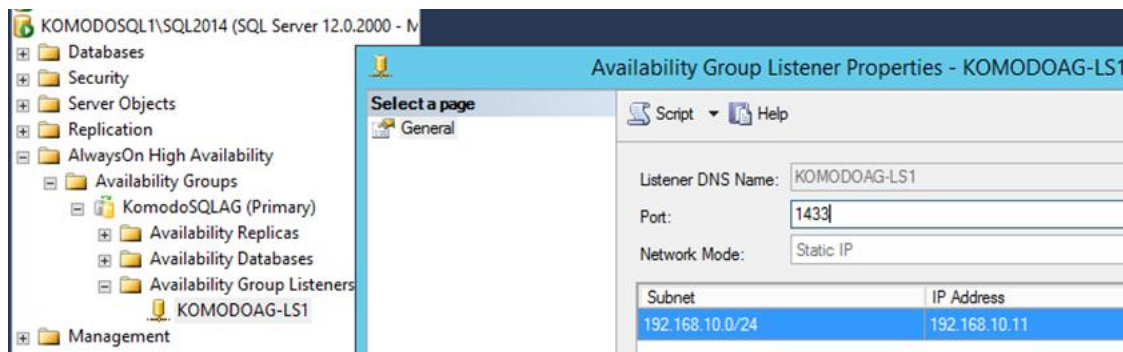 KOMODOSQL1\SQL2014 (SQL Server 12.0.2000 - M
Databases
Security
Server Objects
Replication
AlwaysOn High Availability
Availability Groups
KomodoSQLAG (Primary)
Availability Replicas
Availability Databases
Availability Group Listeners
KOMODOAG-LS1
Management
Availability Group Listener Properties - KOMODOAG-LS1
Select a page
General
Script Help
Listener DNS Name: KOMODOAG-LS1
Port: 1433
Network Mode: Static IP
Subnet IP Address
192.168.10.0/24 192.168.10.11